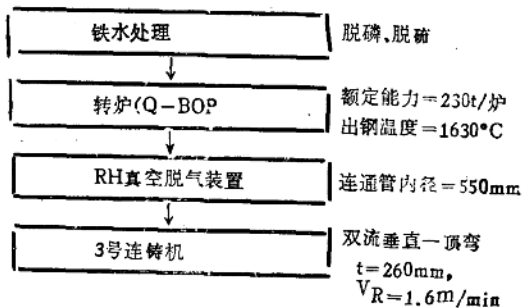 铁水处理
脱磷、脱硫
转炉(Q-BOP
额定能力=230t/炉
出钢温度=1630°C
RH真空脱气装置
连通管内径=550mm
3号连铸机
双流垂直一顶弯
t=260mm,
VR=1.6m/min